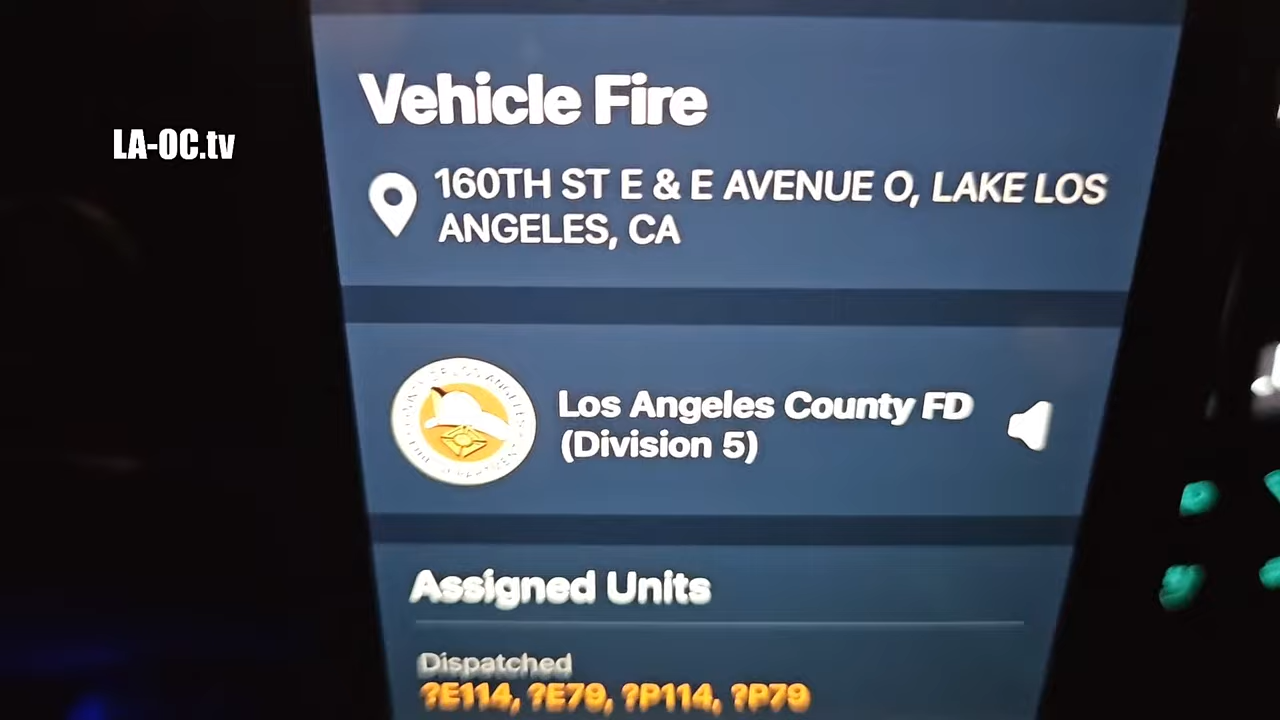 LA-OC.tv
Vehicle Fire
160TH ST E & E AVENUE O, LAKE LOS
ANGELES, CA
Los Angeles County FD
(Division 5)
Assigned Units
Dispatched
?E114, ?E79, ?P114, ?P79